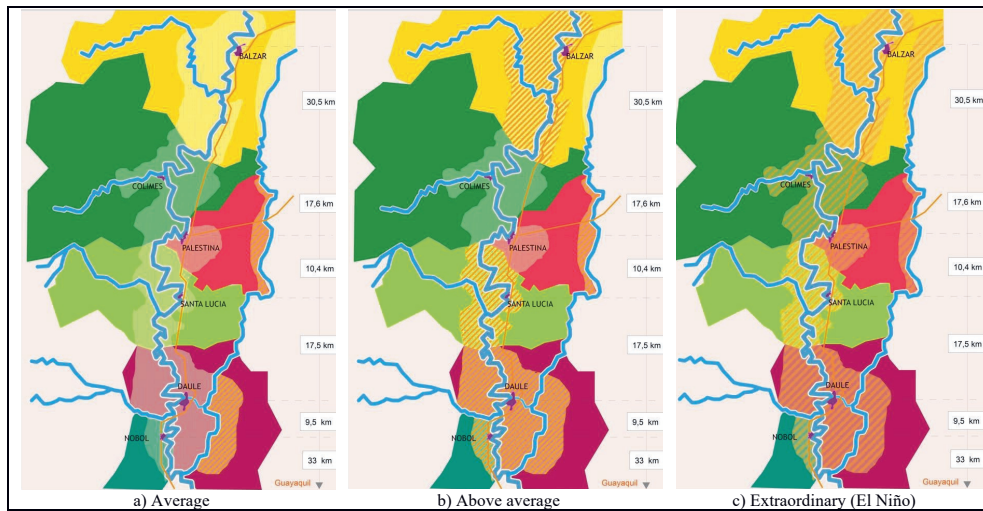 BALZAR
30,5 km
COLIMES
17,6 km
PALESTINA
10,4 km
SANTA LUCIA
17,5 km
DAULE
9,5 km
NOBOL
33 km
Guayaquil
a) Average
BALZAR
30,5 km
COLIMES
17,6 km
PALESTINA
10,4 km
SANTA LUCIA
17,5 km
DAULE
9,5 km
NOBOL
33 km
Guayaquil
b) Above average
BALZAR
30,5 km
COLIMES
17,6 km
PALESTINA
10,4 km
SANTA LUCIA
17,5 km
DAULE
9,5 km
NOBOL
33 km
Guayaquil
c) Extraordinary (El Niño)